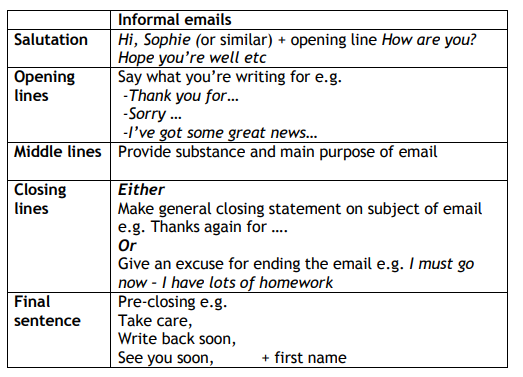 Informal emails
Salutation Hi, Sophie (or similar) + opening line How are you?
Hope you're well etc
Opening Say what you're writing for e.g.
lines -Thank you for…
-Sorry …
-I've got some great news…
Middle lines Provide substance and main purpose of email
Closing Either
lines Make general closing statement on subject of email
e.g. Thanks again for ….
Or
Give an excuse for ending the email e.g. I must go
now – I have lots of homework
Final Pre-closing e.g.
sentence Take care,
Write back soon,
See you soon, + first name